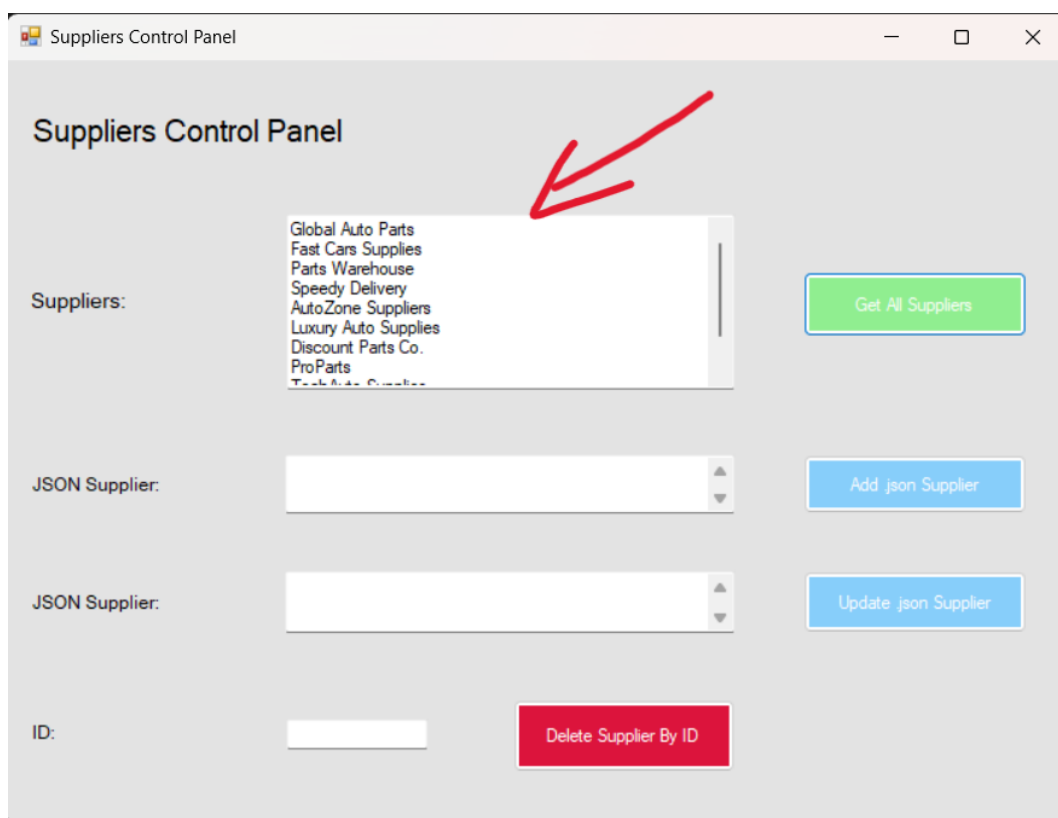 Suppliers Control Panel
Suppliers Control Panel
Suppliers:
Global Auto Parts
Fast Cars Supplies
Parts Warehouse
Speedy Delivery
AutoZone Suppliers
Luxury Auto Supplies
Discount Parts Co.
ProParts
Get All Suppliers
JSON Supplier:
Add .json Supplier
JSON Supplier:
Update .json Supplier
ID:
Delete Supplier By ID